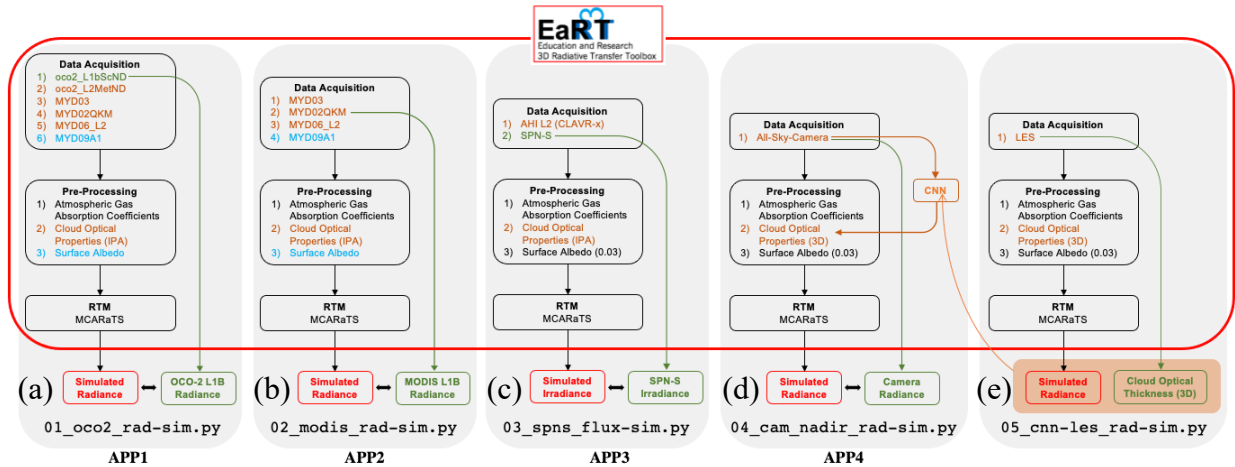 EaRT
Education and Research
3D Radiative Transfer Toolbox
Data Acquisition
1) oco2_L1bScND
2) oco2_L2MetND
3) MYD03
4) MYD02QKM
5) MYD06_L2
6) MYD09A1
Pre-Processing
1) Atmospheric Gas
Absorption Coefficients
2) Cloud Optical
Properties (IPA)
3) Surface Albedo
RTM
MCARaTS
(a)
Simulated
Radiance
OCO-2 L1B
Radiance
01_oco2_rad-sim.py
APP1
Data Acquisition
1) MYD03
2) MYD02QKM
3) MYD06_L2
4) MYD09A1
Pre-Processing
1) Atmospheric Gas
Absorption Coefficients
2) Cloud Optical
Properties (IPA)
3) Surface Albedo
RTM
MCARaTS
(b)
Simulated
Radiance
MODIS L1B
Radiance
02_modis_rad-sim.py
APP2
Data Acquisition
1) AHI L2 (CLAVR-x)
2) SPN-S
Pre-Processing
1) Atmospheric Gas
Absorption Coefficients
2) Cloud Optical
Properties (IPA)
3) Surface Albedo (0.03)
RTM
MCARaTS
(c)
Simulated
Irradiance
SPN-S
Irradiance
03_spns_flux-sim.py
APP3
Data Acquisition
1) All-Sky-Camera
CNN
Pre-Processing
1) Atmospheric Gas
Absorption Coefficients
2) Cloud Optical
Properties (3D)
3) Surface Albedo (0.03)
RTM
MCARaTS
(d)
Simulated
Radiance
Camera
Radiance
04_cam_nadir_rad-sim.py
APP4
Data Acquisition
1) LES
Pre-Processing
1) Atmospheric Gas
Absorption Coefficients
2) Cloud Optical
Properties (3D)
3) Surface Albedo (0.03)
RTM
MCARaTS
(e)
Simulated
Radiance
Cloud Optical
Thickness (3D)
05_cnn-les_rad-sim.py